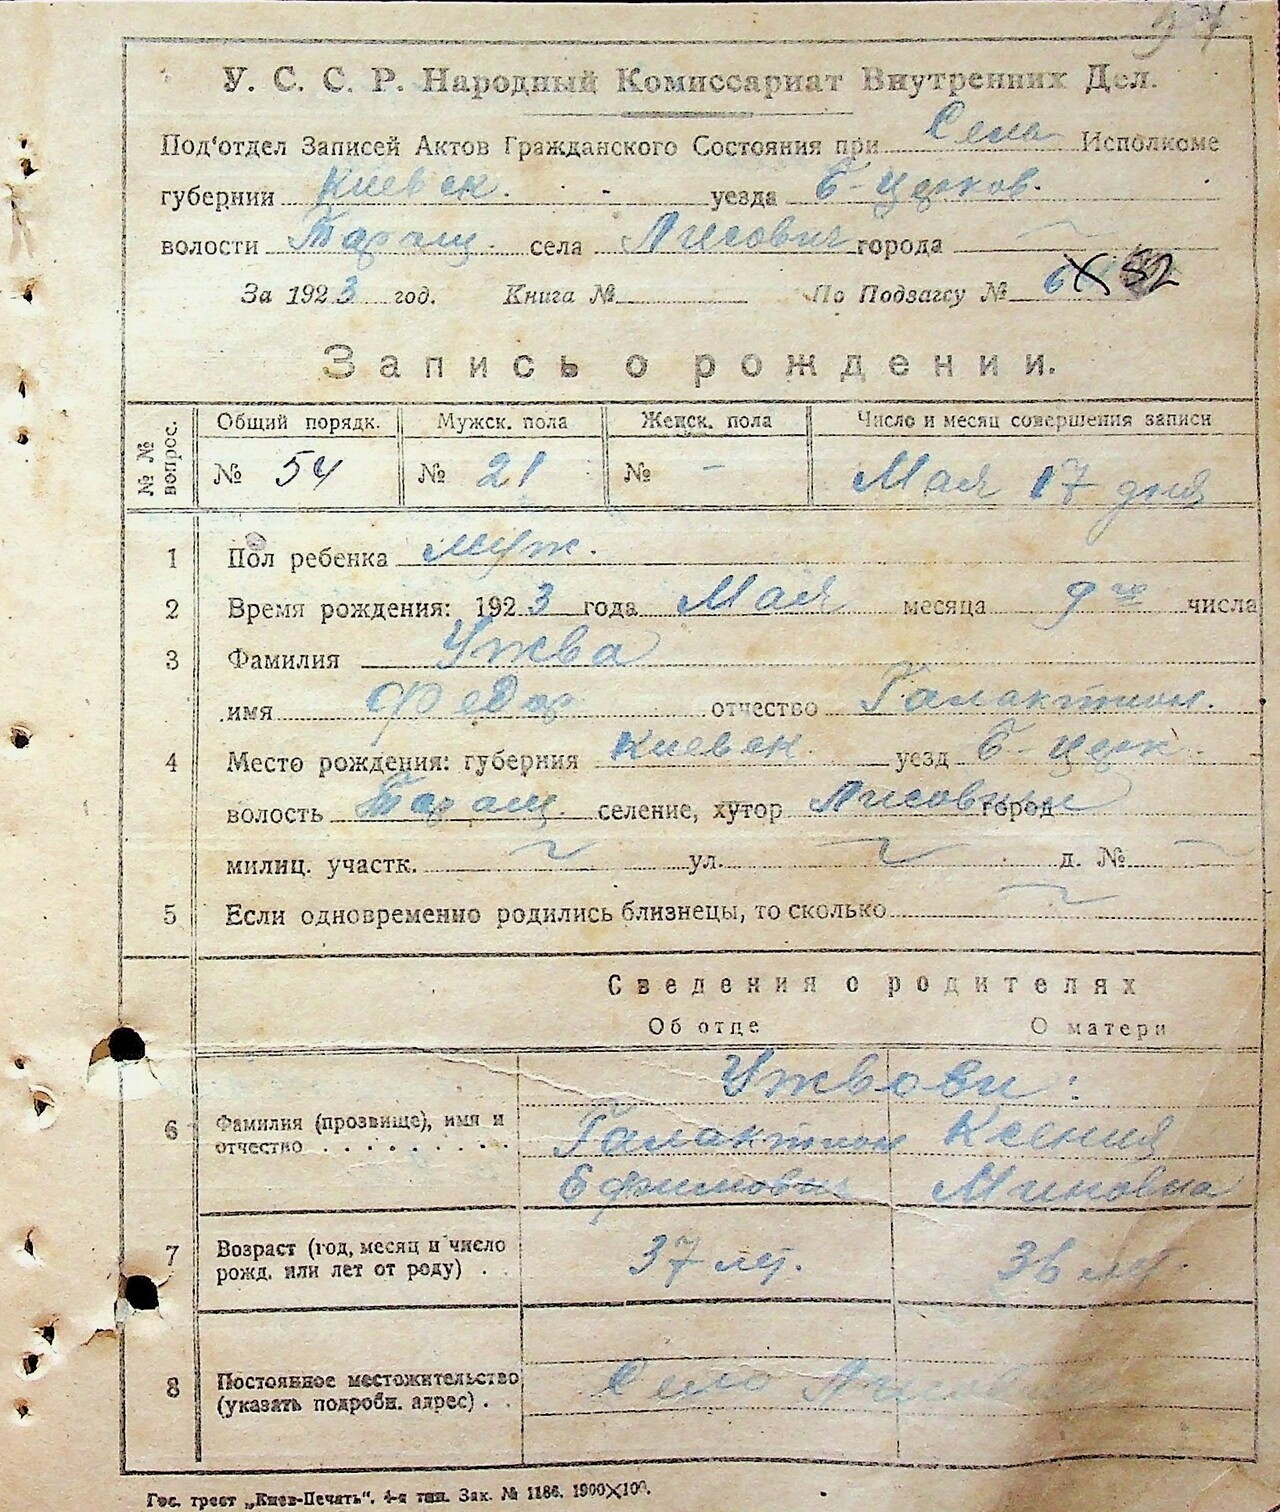 У. С. С. Р. Народный Комиссариат Внутренних Дел.
Под'отдел Записей Актов Гражданского Состояния при Села Исполкоме
губернии Киевск. уезда Б-Церков.
волости Таращ. села Лисович города
За 1923 год. Книга № По Подзагсу № 52
Запись о рождении.
№ № вопрос. Общий порядк. Мужск. пола Женск. пола Число и месяц совершения записи
№ 54 № 21 № - Мая 17 дня
1 Пол ребенка муж.
2 Время рождения: 1923 года Мая месяца 9го числа
3 Фамилия Ужва
имя Федор отчество Галактион.
4 Место рождения: губерния Киевск. уезд Б-Церк.
волость Таращ. селение, хутор Лисовичи город
милиц. участк. ул. д. №
5 Если одновременно родились близнецы, то сколько
Сведения о родителях
Об отце О матери
Ужвови:
6 Фамилия (прозвище), имя и Галактион Ксения
отчество . . . . . . . . . Ефимович Миновна
7 Возраст (год, месяц и число 37 лет. 36 лет.
рожд. или лет от роду) . .
8 Постоянное местожительство Село
(указать подробн. адрес) . .
Гос. трест „Киев-Печать". 4-я тип. Зак. № 1186. 1900×100.